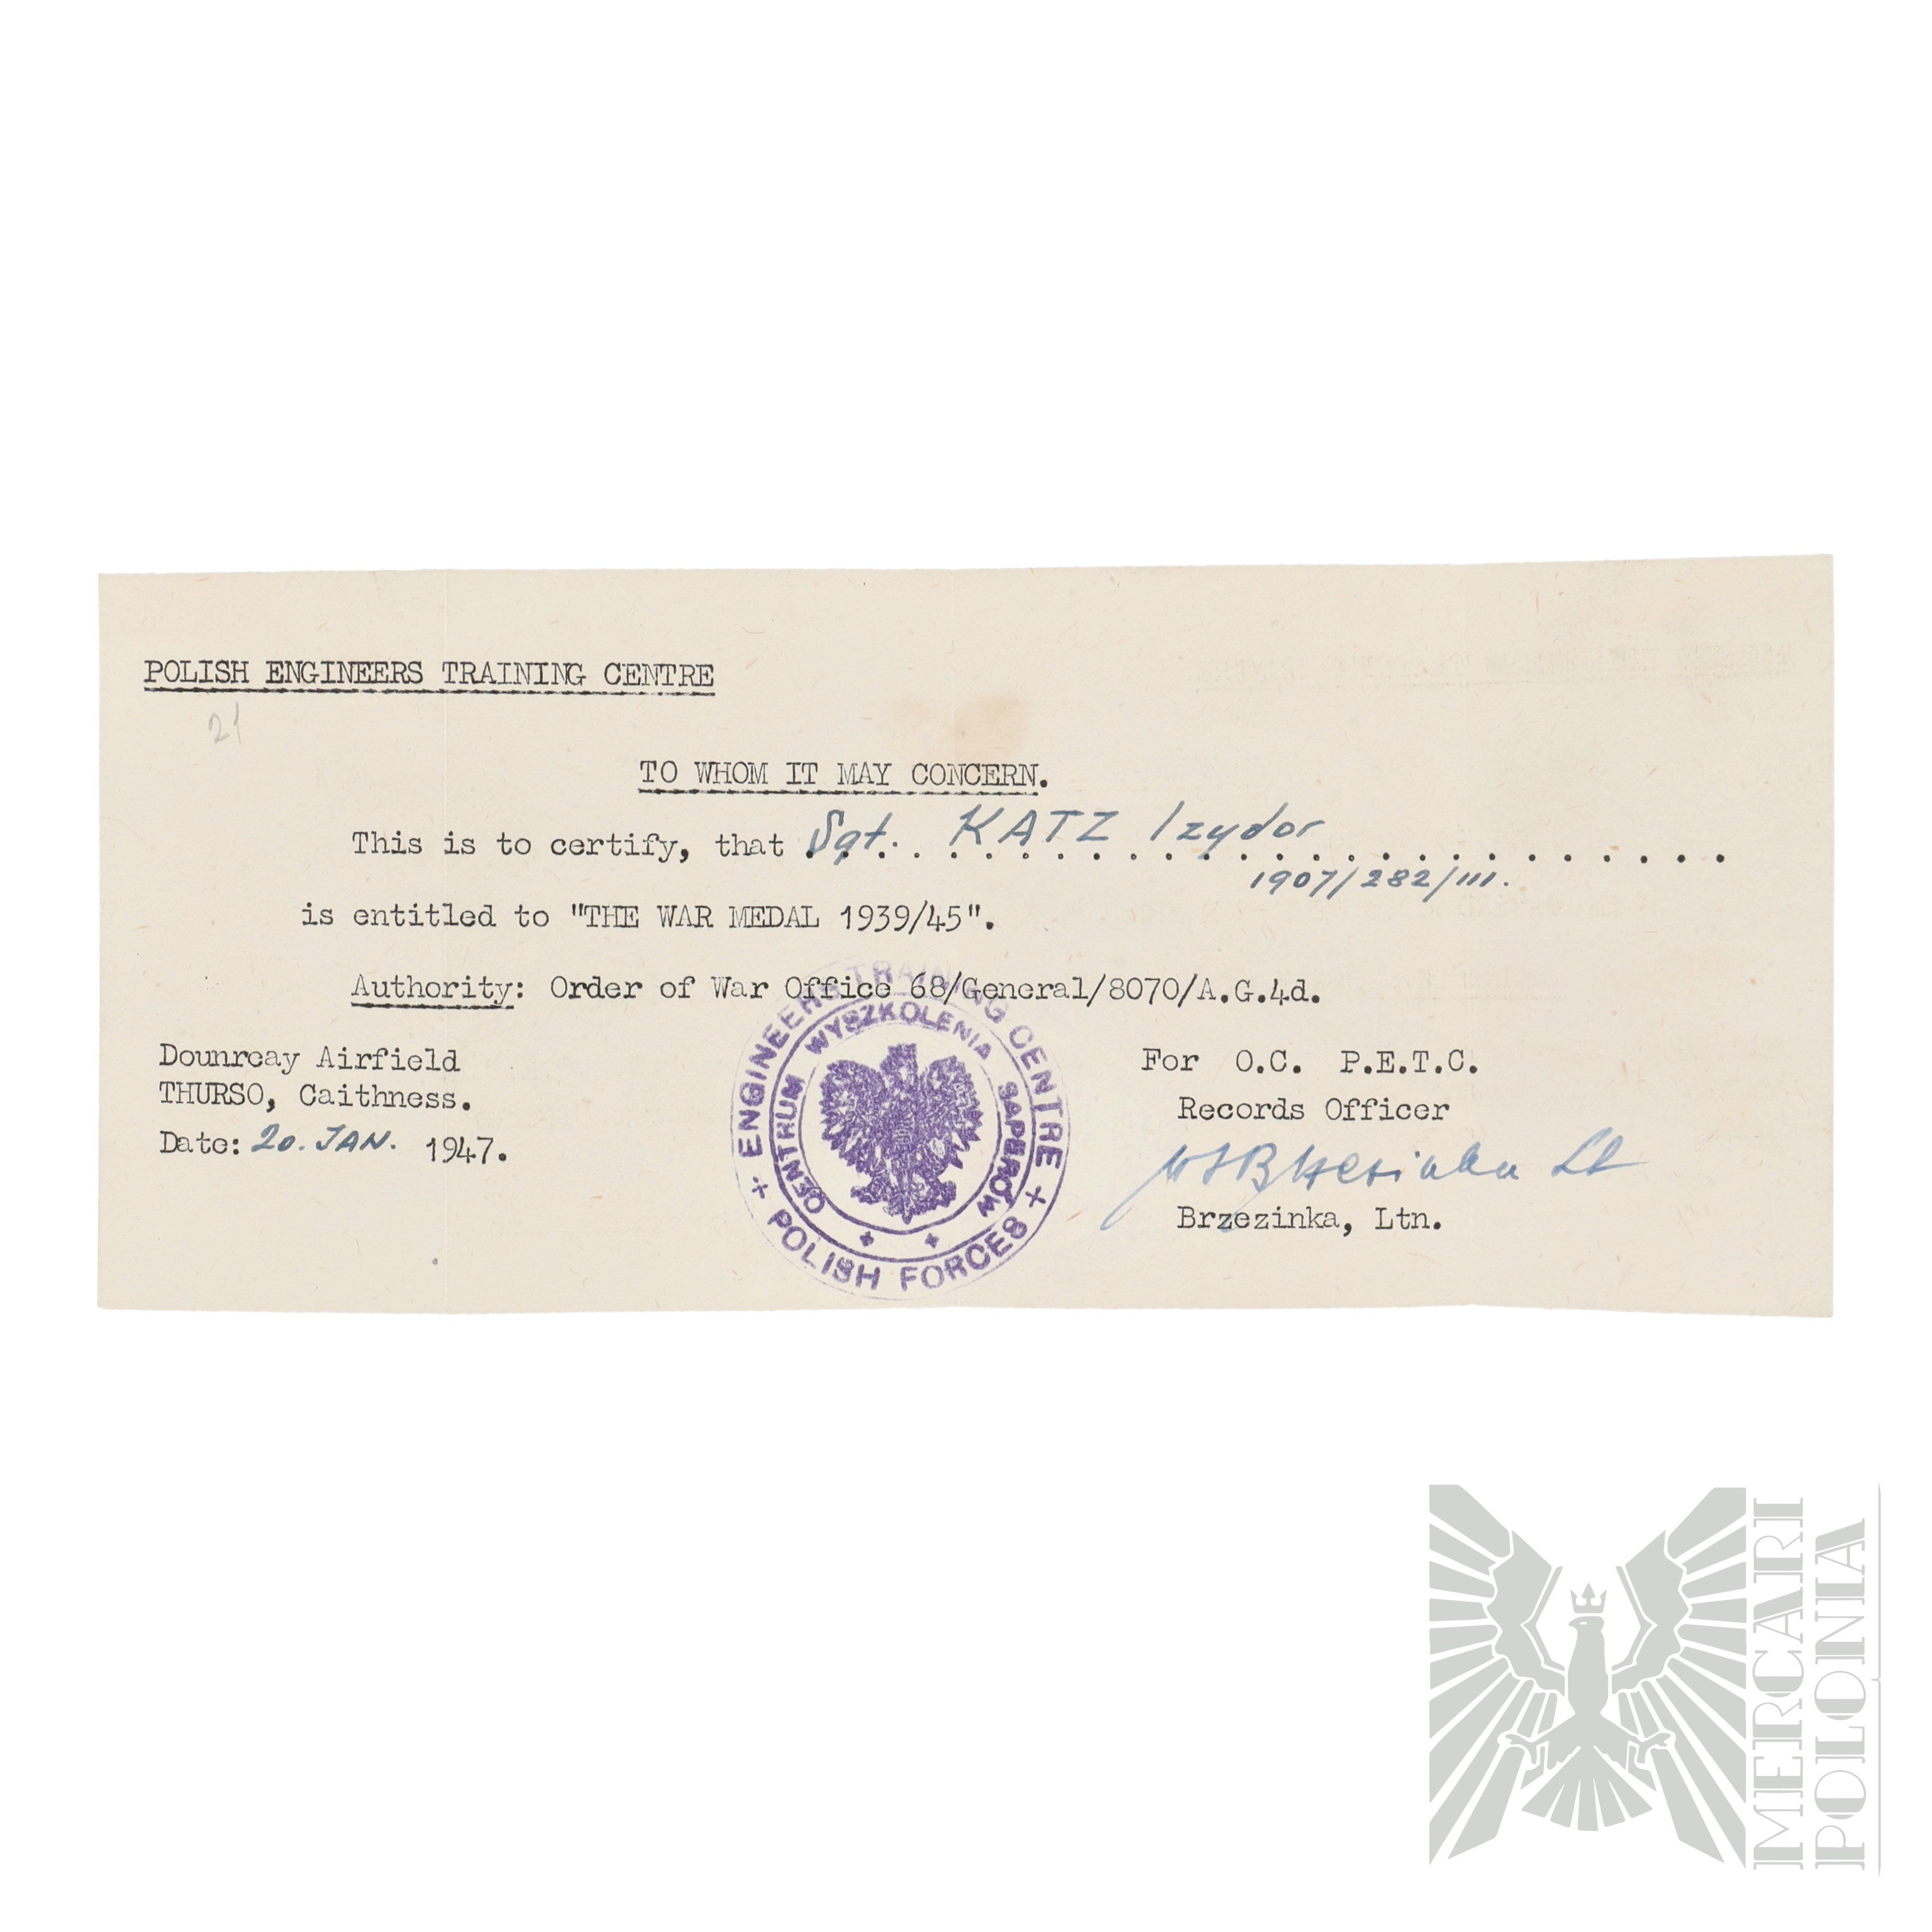 POLISH ENGINEERS TRAINING CENTRE
21
TO WHOM IT MAY CONCERN.
This is to certify, that Sgt. KATZ Izydor
1907/282/III.
is entitled to "THE WAR MEDAL 1939/45".
Authority: Order of War Office 68/General/8070/A.G.4d.
Dounreay Airfield
THURSO, Caithness.
Date: 20. JAN. 1947.
ENGINEERS TRAINING CENTRE
+ POLISH FORCES +
CENTRUM WYSZKOLENIA SAPERÓW
For O.C. P.E.T.C.
Records Officer
Brzezinka Lt
Brzezinka, Ltn.
MERCARI
POLONIA